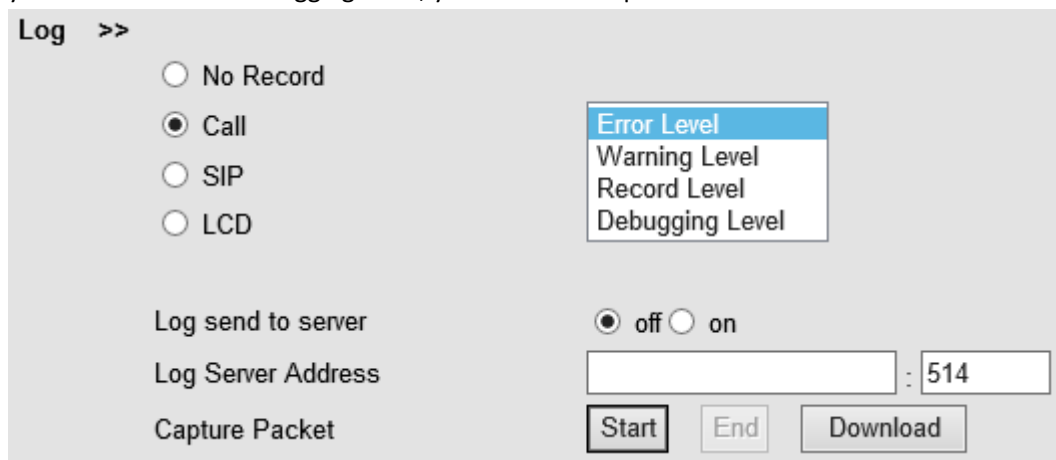 Log >>
No Record
Call
SIP
LCD
Error Level
Warning Level
Record Level
Debugging Level
Log send to server off on
Log Server Address : 514
Capture Packet Start End Download